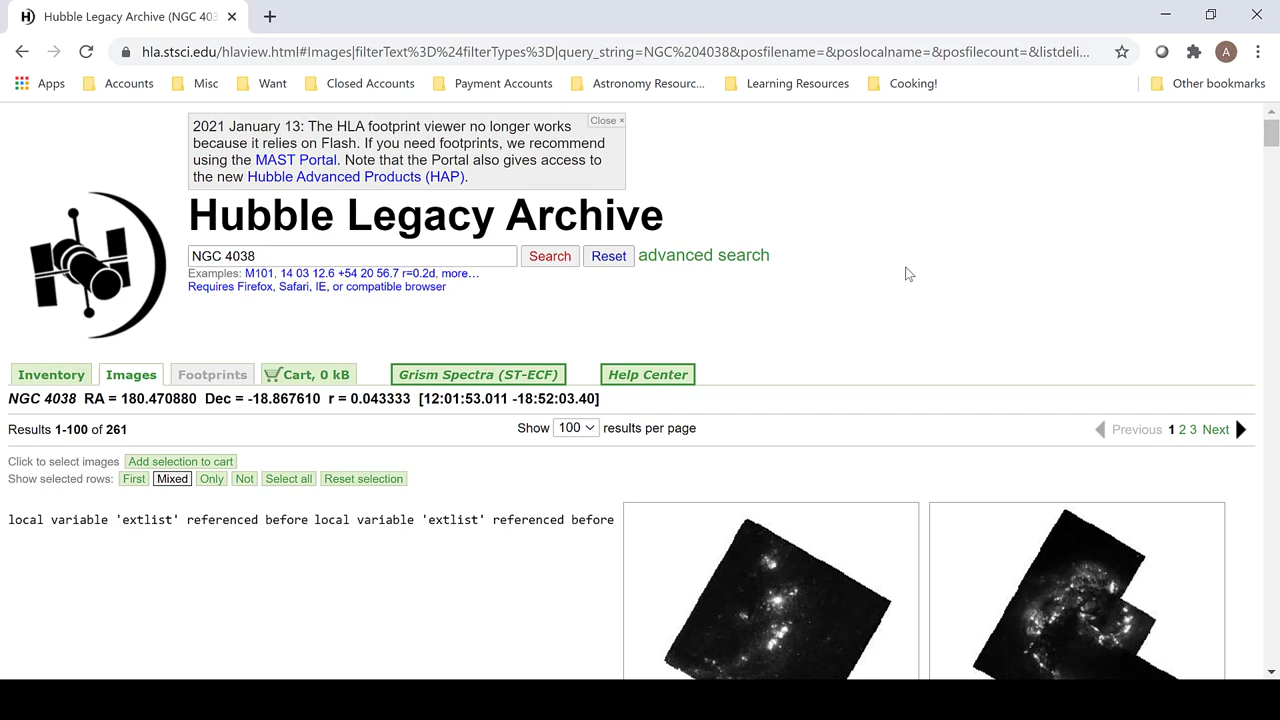 Hubble Legacy Archive (NGC 403
hla.stsci.edu/hlaview.html#Images|filterText%3D%24filterTypes%3D|query_string=NGC%204038&posfilename=&poslocalname=&posfilecount=&listdeli...
Apps Accounts Misc Want Closed Accounts Payment Accounts Astronomy Resourc... Learning Resources Cooking! Other bookmarks
A
2021 January 13: The HLA footprint viewer no longer works Close ×
because it relies on Flash. If you need footprints, we recommend
using the MAST Portal. Note that the Portal also gives access to
the new Hubble Advanced Products (HAP).
Hubble Legacy Archive
NGC 4038 Search Reset advanced search
Examples: M101, 14 03 12.6 +54 20 56.7 r=0.2d, more...
Requires Firefox, Safari, IE, or compatible browser
Inventory Images Footprints Cart, 0 kB Grism Spectra (ST-ECF) Help Center
NGC 4038 RA = 180.470880 Dec = -18.867610 r = 0.043333 [12:01:53.011 -18:52:03.40]
Results 1-100 of 261 Show 100 results per page Previous 1 2 3 Next
Click to select images Add selection to cart
Show selected rows: First Mixed Only Not Select all Reset selection
local variable 'extlist' referenced before local variable 'extlist' referenced before